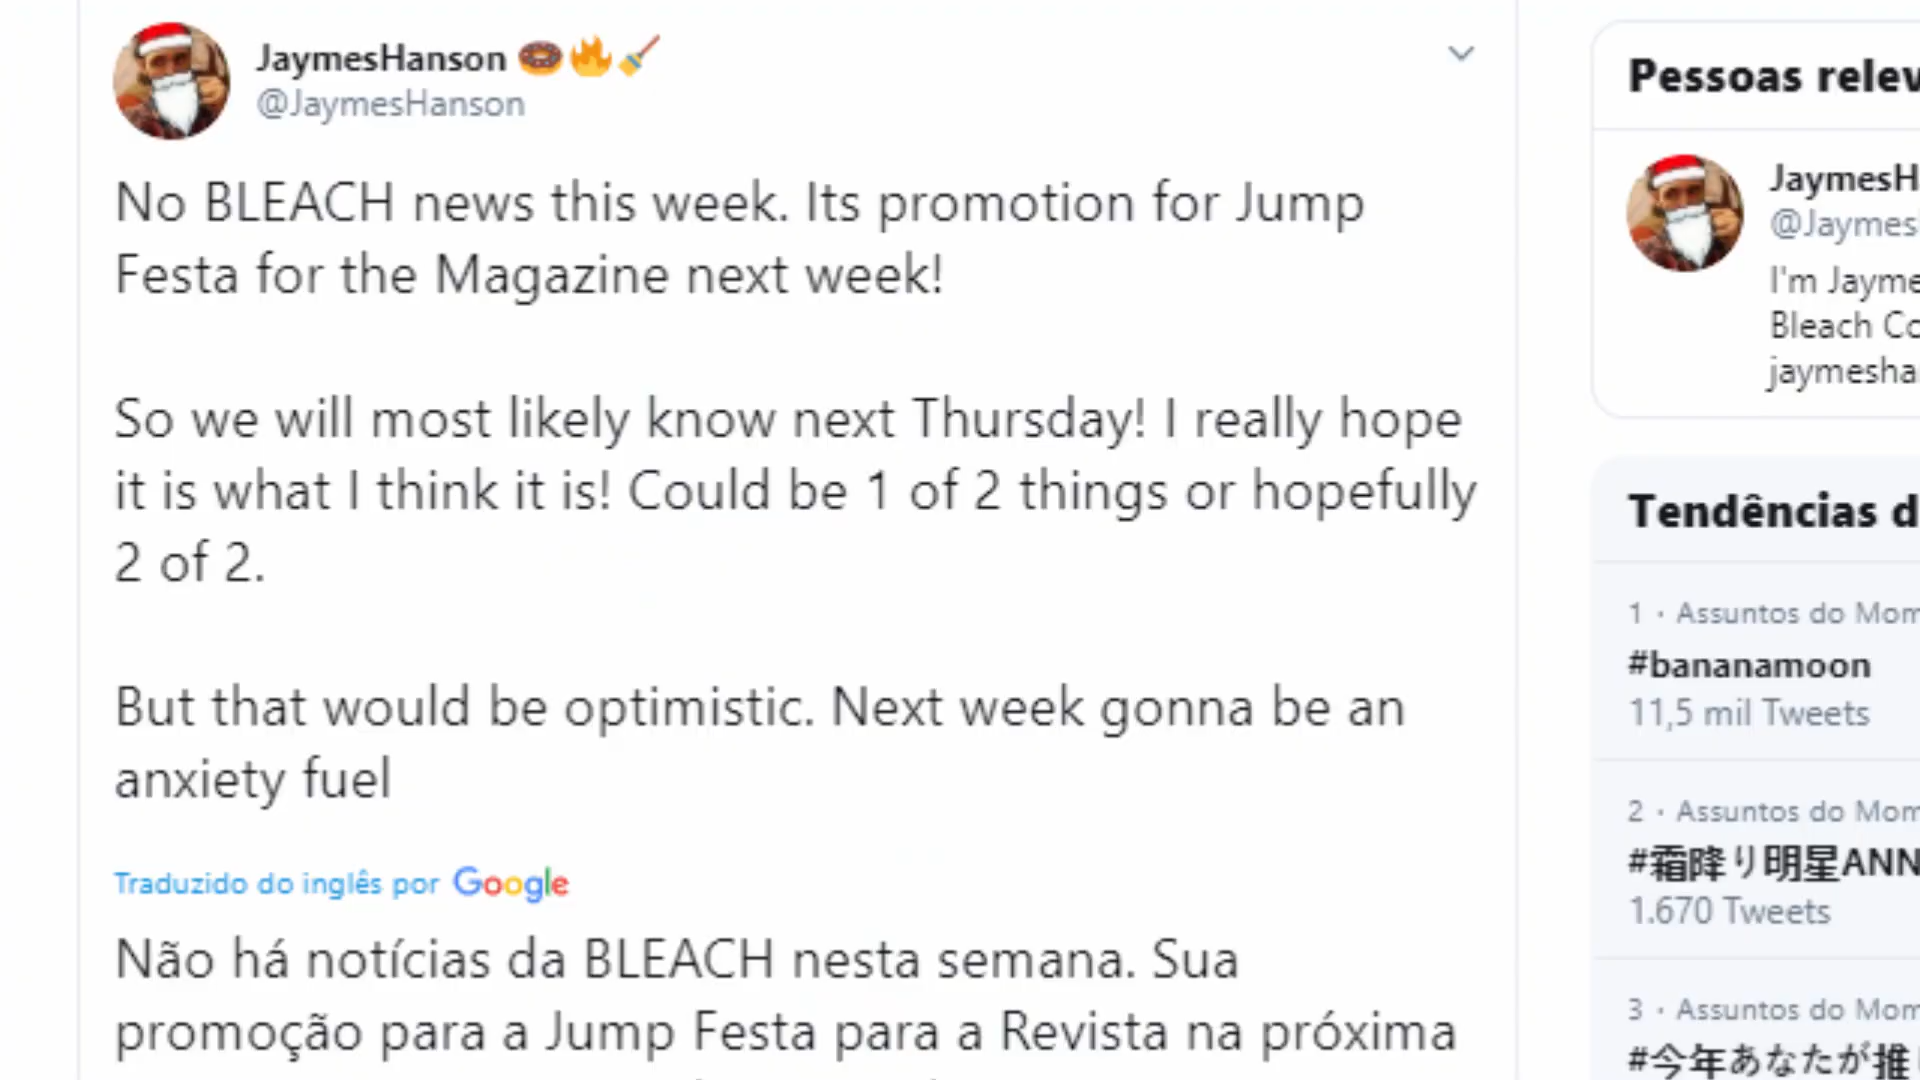 JaymesHanson
@JaymesHanson
No BLEACH news this week. Its promotion for Jump
Festa for the Magazine next week!
So we will most likely know next Thursday! I really hope
it is what I think it is! Could be 1 of 2 things or hopefully
2 of 2.
But that would be optimistic. Next week gonna be an
anxiety fuel
Traduzido do inglês por Google
Não há notícias da BLEACH nesta semana. Sua
promoção para a Jump Festa para a Revista na próxima
Pessoas relev
JaymesH
@Jaymes
I'm Jayme
Bleach Co
jaymesha
Tendências d
1 · Assuntos do Mom
#bananamoon
11,5 mil Tweets
2 · Assuntos do Mom
#霜降り明星ANN
1.670 Tweets
3 · Assuntos do Mom
#今年あなたが推